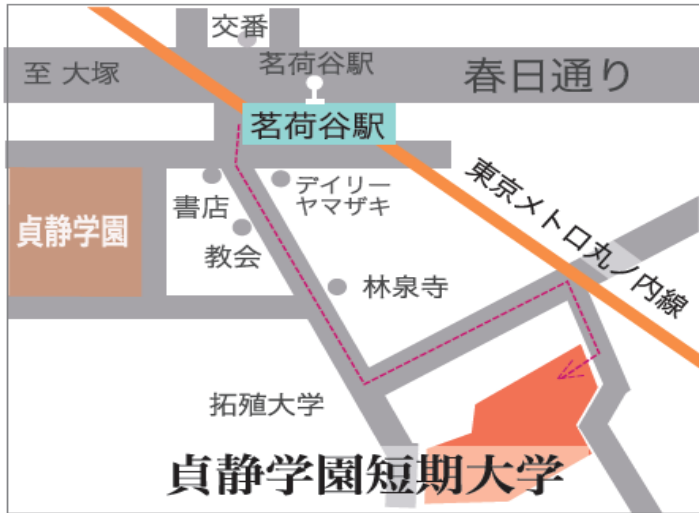 交番
至 大塚
茗荷谷駅
春日通り
茗荷谷駅
貞静学園
書店
デイリー
ヤマザキ
教会
東京メトロ丸ノ内線
林泉寺
拓殖大学
貞静学園短期大学